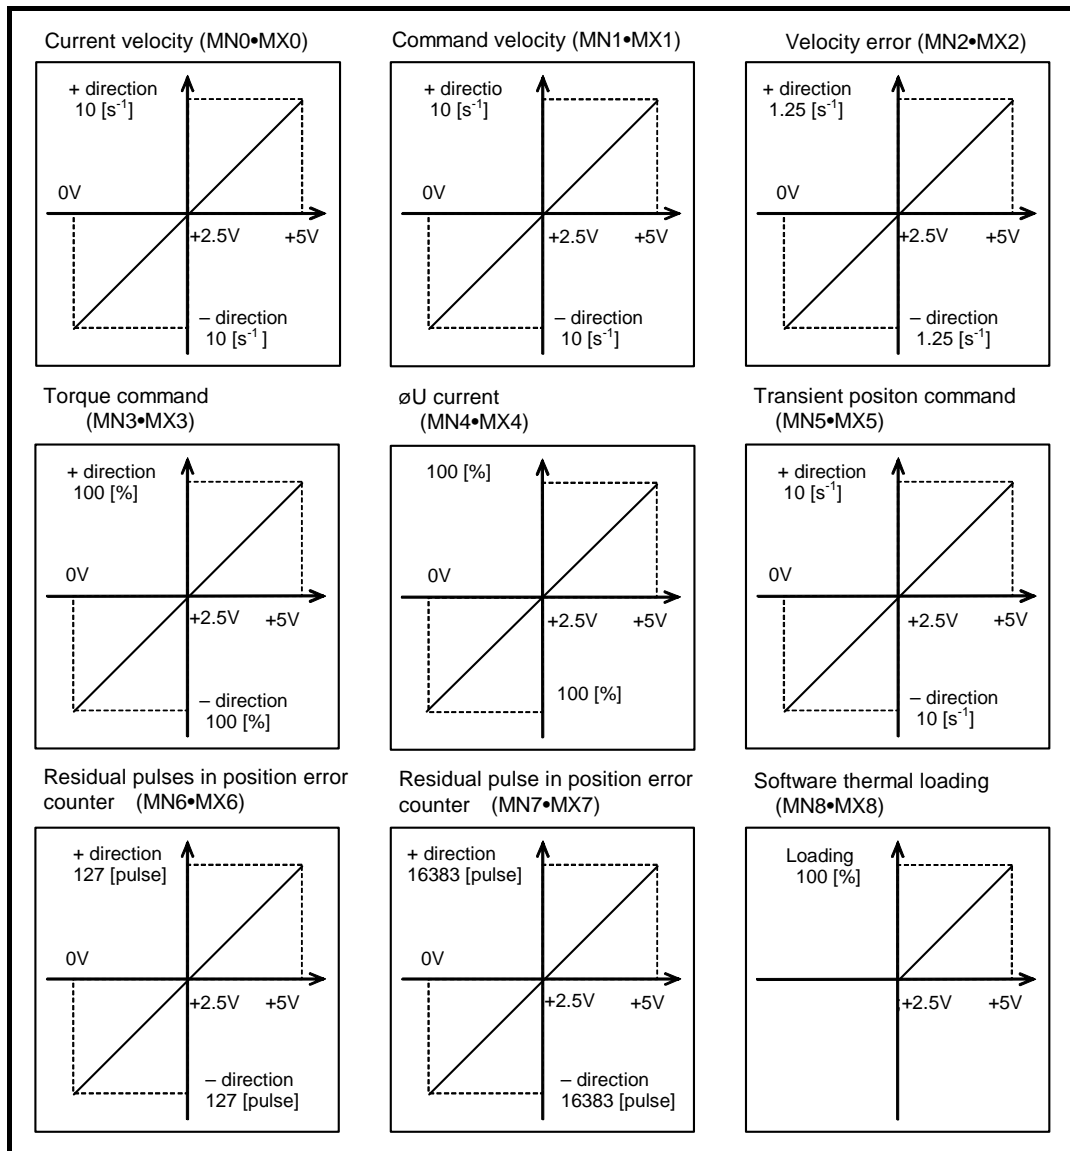 Current velocity (MN0•MX0)
+ direction
10 [s⁻¹]
0V
+2.5V
+5V
– direction
10 [s⁻¹ ]
Command velocity (MN1•MX1)
+ directio
10 [s⁻¹]
0V
+2.5V
+5V
– direction
10 [s⁻¹]
Velocity error (MN2•MX2)
+ direction
1.25 [s⁻¹]
0V
+2.5V
+5V
– direction
1.25 [s⁻¹]
Torque command
(MN3•MX3)
+ direction
100 [%]
0V
+2.5V
+5V
– direction
100 [%]
øU current
(MN4•MX4)
100 [%]
0V
+2.5V
+5V
100 [%]
Transient positon command
(MN5•MX5)
+ direction
10 [s⁻¹]
0V
+2.5V
+5V
– direction
10 [s⁻¹]
Residual pulses in position error
counter (MN6•MX6)
+ direction
127 [pulse]
0V
+2.5V
+5V
– direction
127 [pulse]
Residual pulse in position error
counter (MN7•MX7)
+ direction
16383 [pulse]
0V
+2.5V
+5V
– direction
16383 [pulse]
Software thermal loading
(MN8•MX8)
Loading
100 [%]
+2.5V
+5V